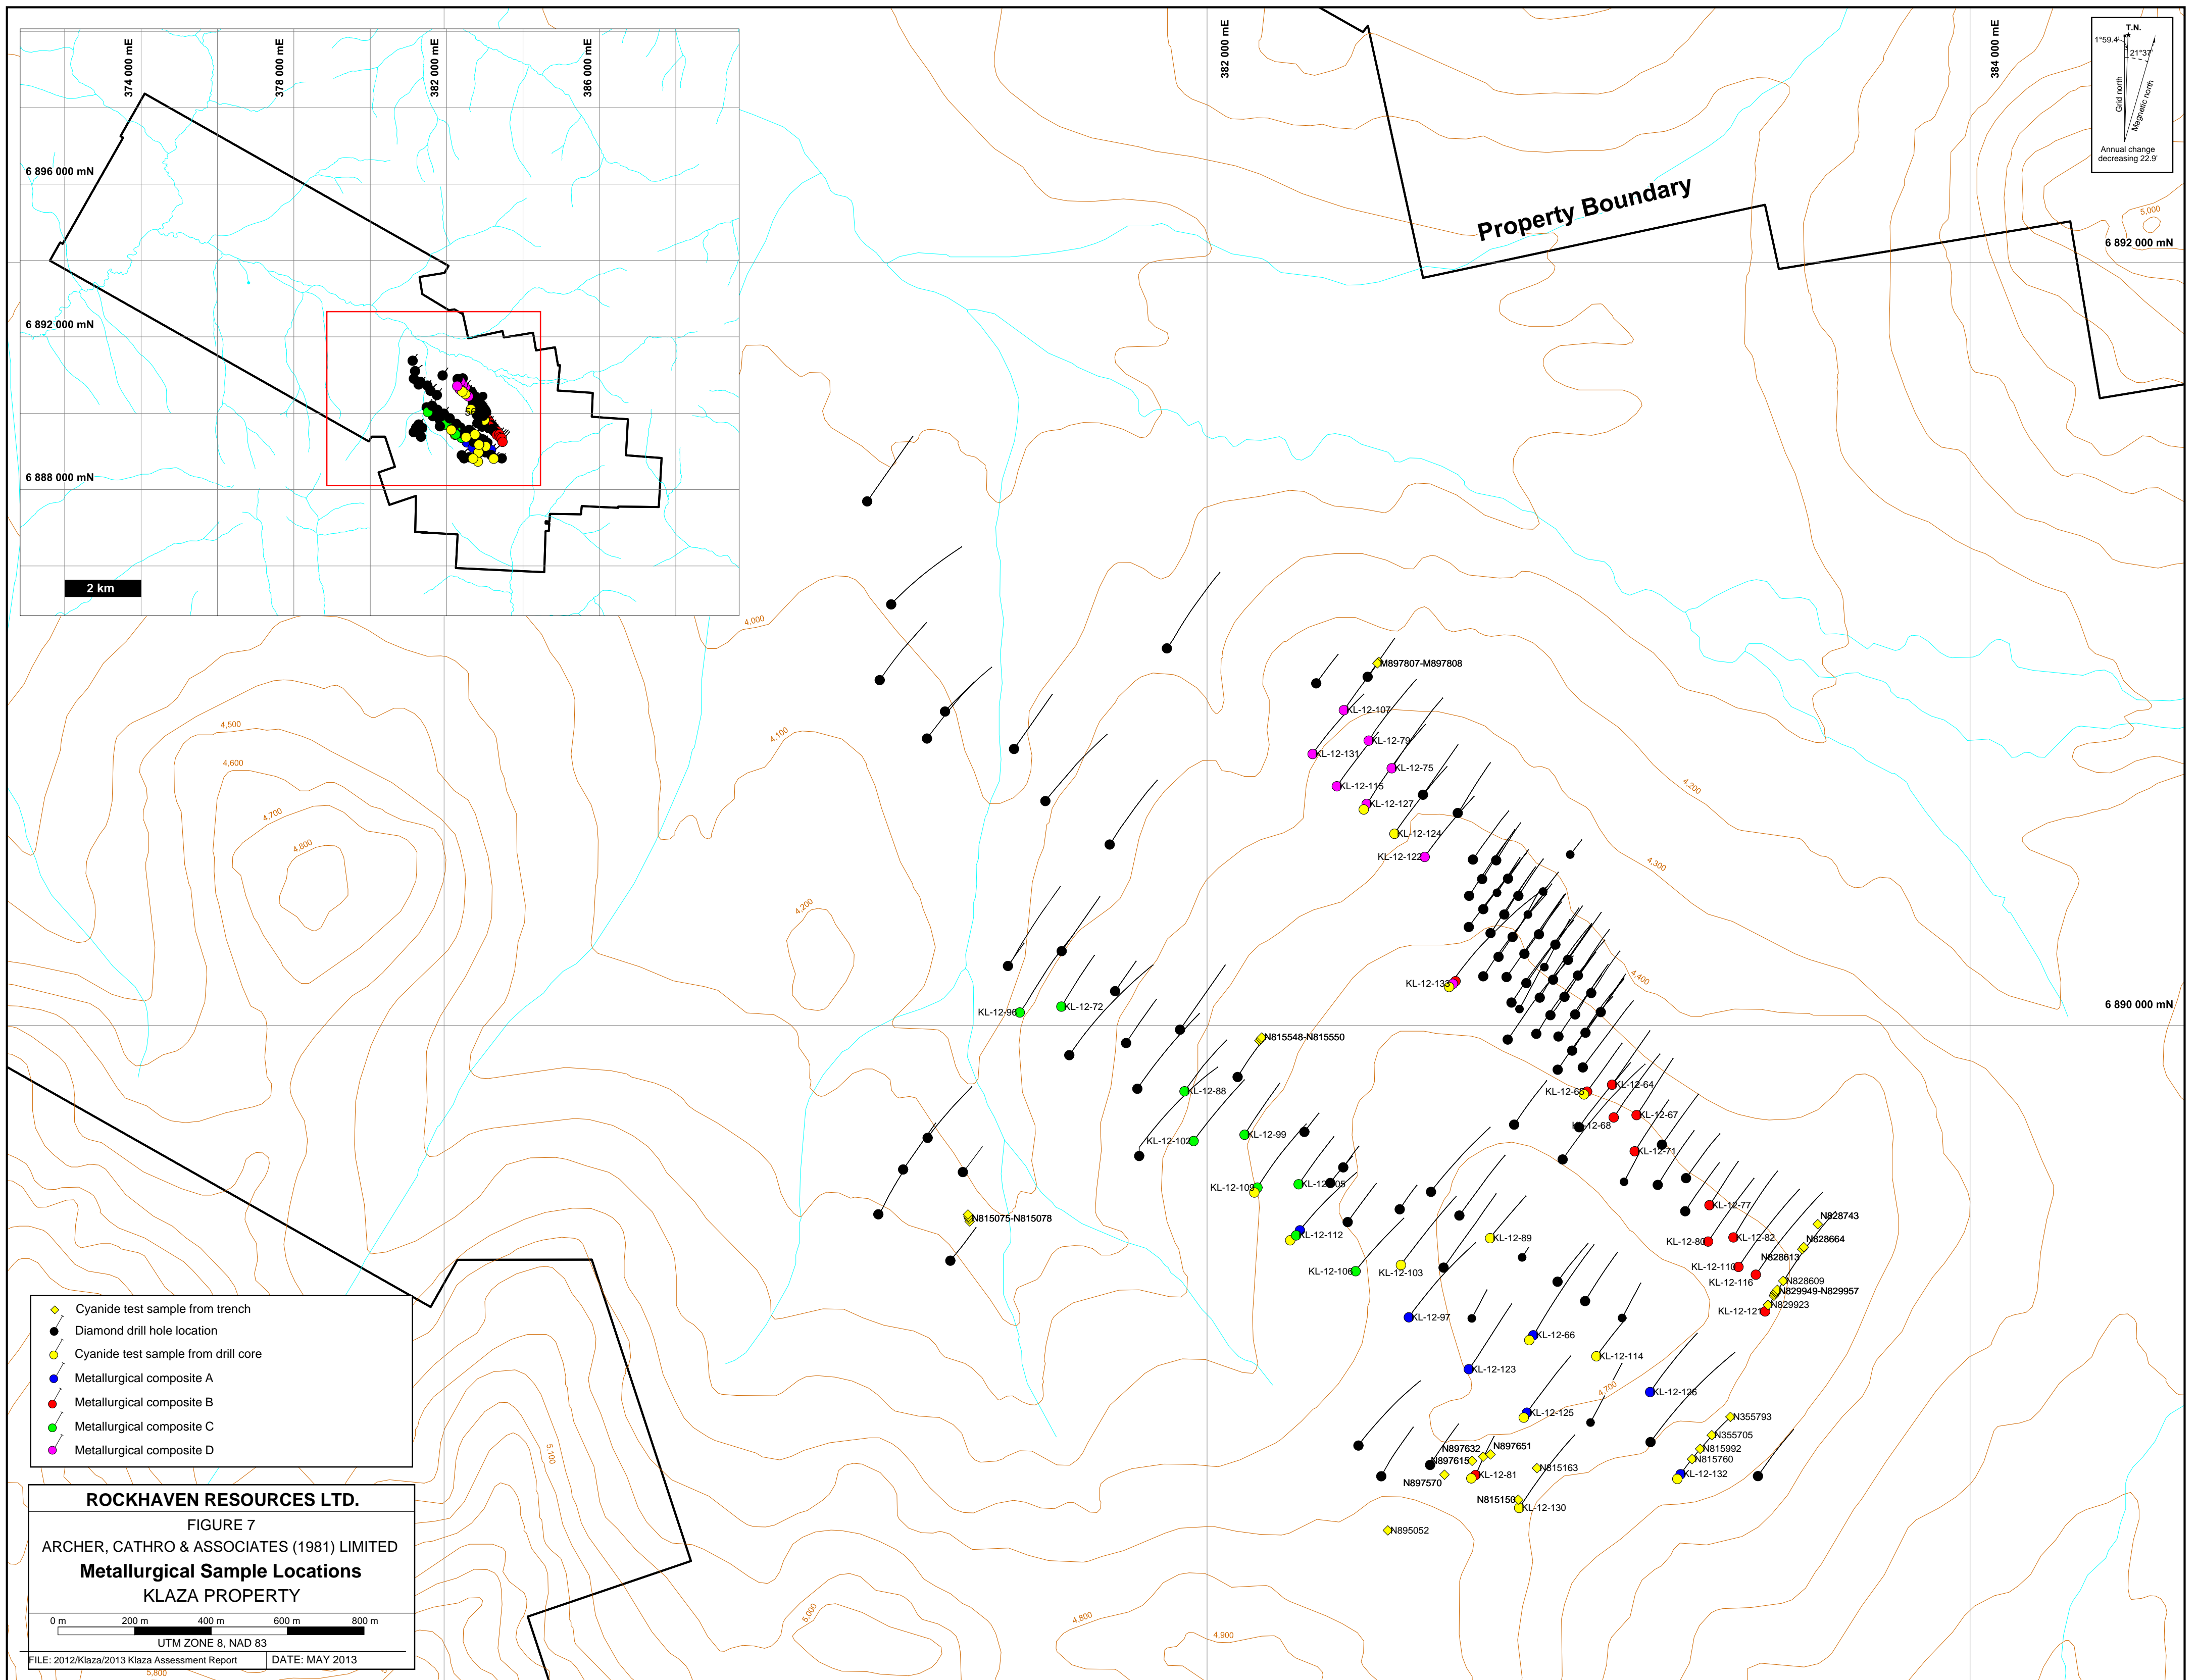 374 000 mE
378 000 mE
382 000 mE
386 000 mE
6 896 000 mN
6 892 000 mN
6 888 000 mN
2 km
382 000 mE
384 000 mE
T.N.
1°59.4'
21°37'
Grid north
Magnetic north
Annual change
decreasing 22.9'
Property Boundary
5,000
6 892 000 mN
6 890 000 mN
4,000
4,100
4,200
4,200
4,300
4,400
4,500
4,600
4,700
4,800
4,700
5,100
5,000
4,800
4,900
5,800
M897807-M897808
KL-12-107
KL-12-79
KL-12-131
KL-12-75
KL-12-115
KL-12-127
KL-12-124
KL-12-122
KL-12-133
KL-12-96
KL-12-72
N815548-N815550
KL-12-88
KL-12-65
KL-12-64
KL-12-67
KL-12-68
KL-12-102
KL-12-99
KL-12-71
KL-12-109
KL-12-105
KL-12-77
N815075-N815078
N828743
KL-12-112
KL-12-89
KL-12-80
KL-12-82
N828664
N828613
KL-12-106
KL-12-103
KL-12-110
KL-12-116
N828609
N829949-N829957
N829923
KL-12-121
KL-12-97
KL-12-66
KL-12-114
KL-12-123
KL-12-126
KL-12-125
N355793
N355705
N815992
N815760
KL-12-132
N897632
N897651
N897615
N897570
KL-12-81
N815163
N815150
KL-12-130
N895052
Cyanide test sample from trench
Diamond drill hole location
Cyanide test sample from drill core
Metallurgical composite A
Metallurgical composite B
Metallurgical composite C
Metallurgical composite D
ROCKHAVEN RESOURCES LTD.
FIGURE 7
ARCHER, CATHRO & ASSOCIATES (1981) LIMITED
Metallurgical Sample Locations
KLAZA PROPERTY
0 m 200 m 400 m 600 m 800 m
UTM ZONE 8, NAD 83
FILE: 2012/Klaza/2013 Klaza Assessment Report
DATE: MAY 2013